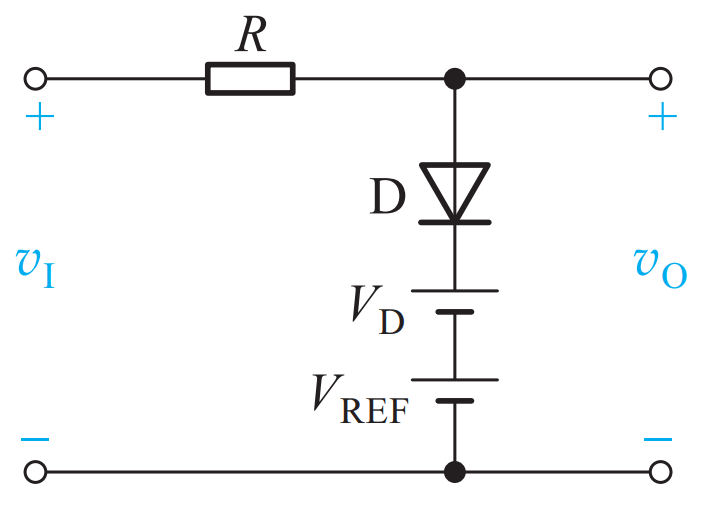 R
+ +
D
v_I v_O
V_D
V_REF
− −